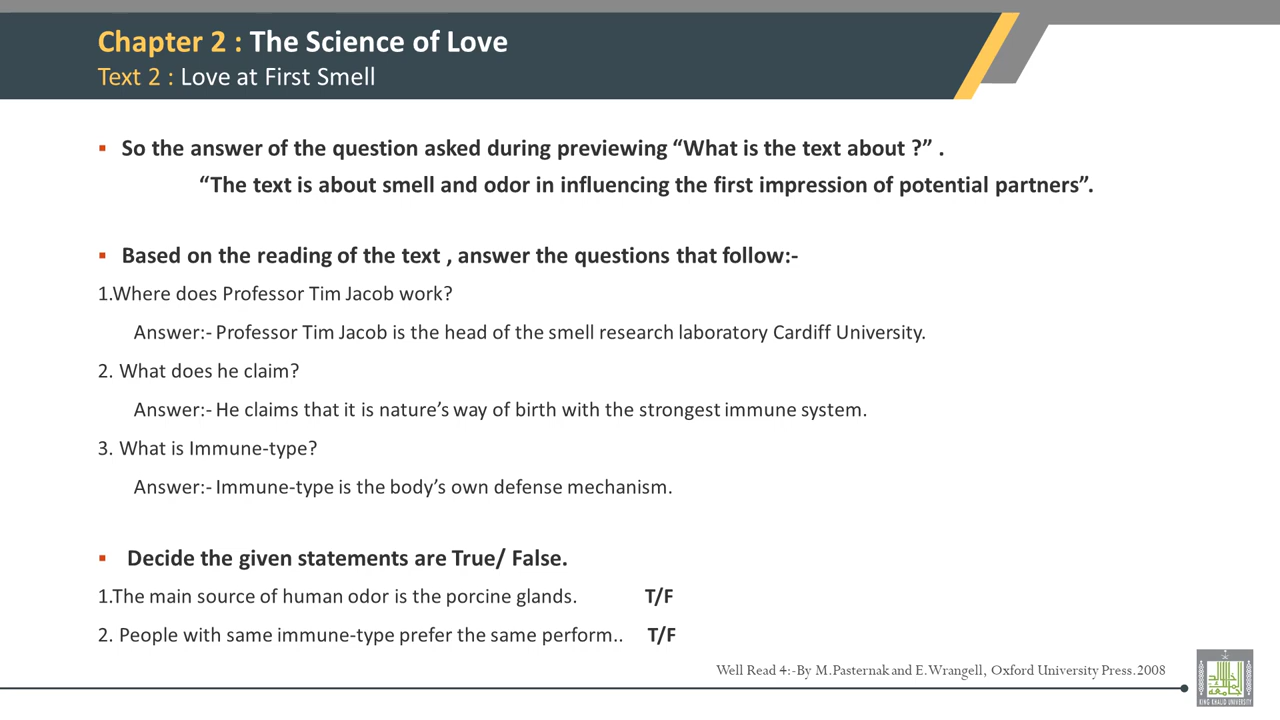 Chapter 2 : The Science of Love
Text 2 : Love at First Smell
▪ So the answer of the question asked during previewing “What is the text about ?” .
“The text is about smell and odor in influencing the first impression of potential partners”.
▪ Based on the reading of the text , answer the questions that follow:-
1.Where does Professor Tim Jacob work?
Answer:- Professor Tim Jacob is the head of the smell research laboratory Cardiff University.
2. What does he claim?
Answer:- He claims that it is nature’s way of birth with the strongest immune system.
3. What is Immune-type?
Answer:- Immune-type is the body’s own defense mechanism.
▪ Decide the given statements are True/ False.
1.The main source of human odor is the porcine glands. T/F
2. People with same immune-type prefer the same perform.. T/F
Well Read 4:-By M.Pasternak and E.Wrangell, Oxford University Press.2008
KING KHALID UNIVERSITY